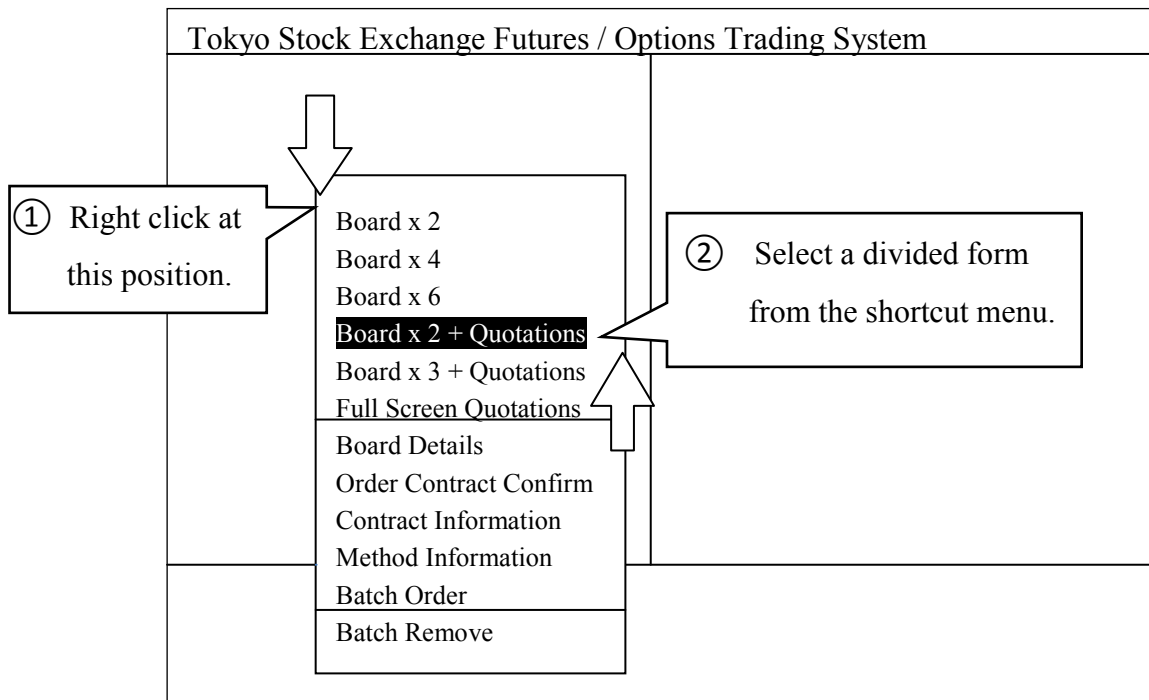 Tokyo Stock Exchange Futures / Options Trading System
① Right click at
this position.
Board x 2
Board x 4
Board x 6
Board x 2 + Quotations
Board x 3 + Quotations
Full Screen Quotations
② Select a divided form
from the shortcut menu.
Board Details
Order Contract Confirm
Contract Information
Method Information
Batch Order
Batch Remove